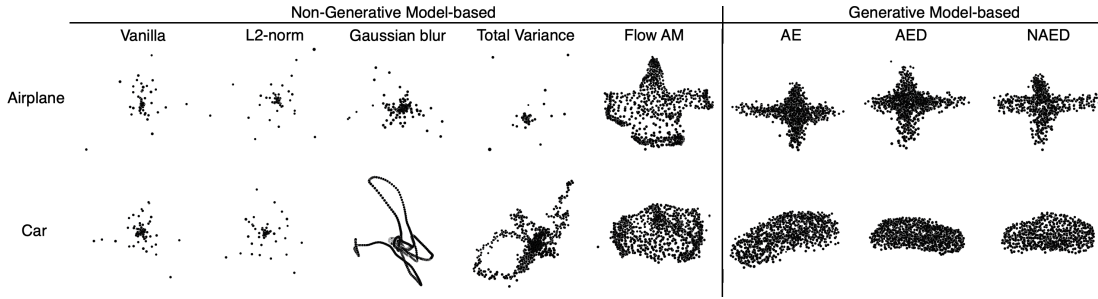 Non-Generative Model-based Generative Model-based
Vanilla L2-norm Gaussian blur Total Variance Flow AM AE AED NAED
Airplane
Car